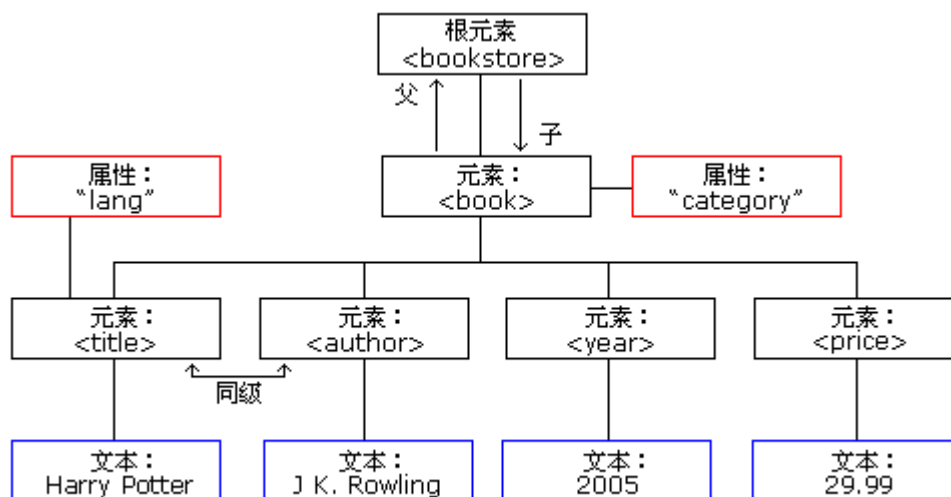 根元素
<bookstore>
父
子
属性：
"lang"
元素：
<book>
属性：
"category"
元素：
<title>
元素：
<author>
元素：
<year>
元素：
<price>
同级
文本：
Harry Potter
文本：
J K. Rowling
文本：
2005
文本：
29.99